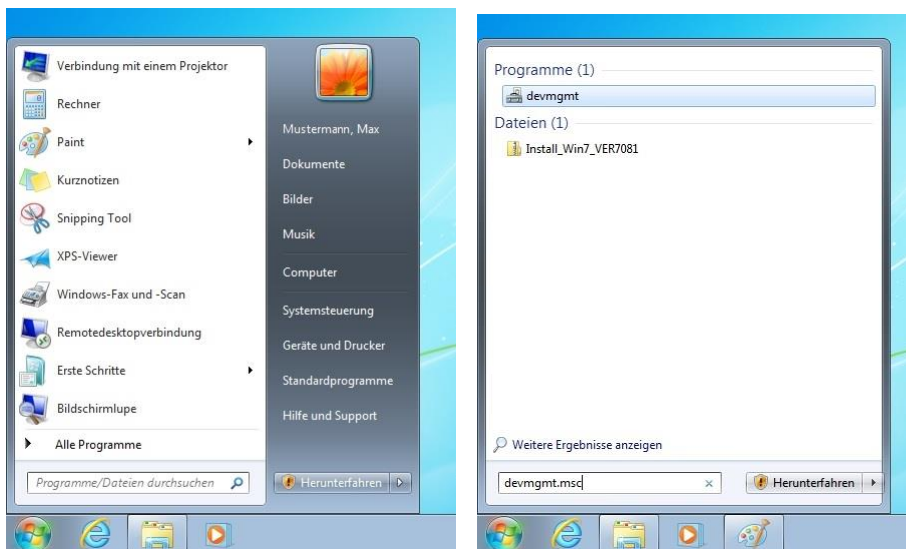 Verbindung mit einem Projektor
Rechner
Paint
Kurznotizen
Snipping Tool
XPS-Viewer
Windows-Fax und -Scan
Remotedesktopverbindung
Erste Schritte
Bildschirmlupe
Alle Programme
Programme/Dateien durchsuchen
Mustermann, Max
Dokumente
Bilder
Musik
Computer
Systemsteuerung
Geräte und Drucker
Standardprogramme
Hilfe und Support
Herunterfahren
Programme (1)
devmgmt
Dateien (1)
Install_Win7_VER7081
Weitere Ergebnisse anzeigen
devmgmt.msc
Herunterfahren